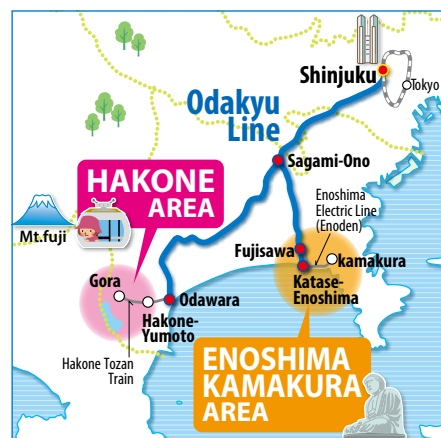 Shinjuku
Tokyo
Odakyu
Line
Sagami-Ono
HAKONE
AREA
Enoshima
Electric Line
(Enoden)
Mt.fuji
Fujisawa
kamakura
Gora
Katase-
Enoshima
Odawara
Hakone-
Yumoto
Hakone Tozan
Train
ENOSHIMA
KAMAKURA
AREA